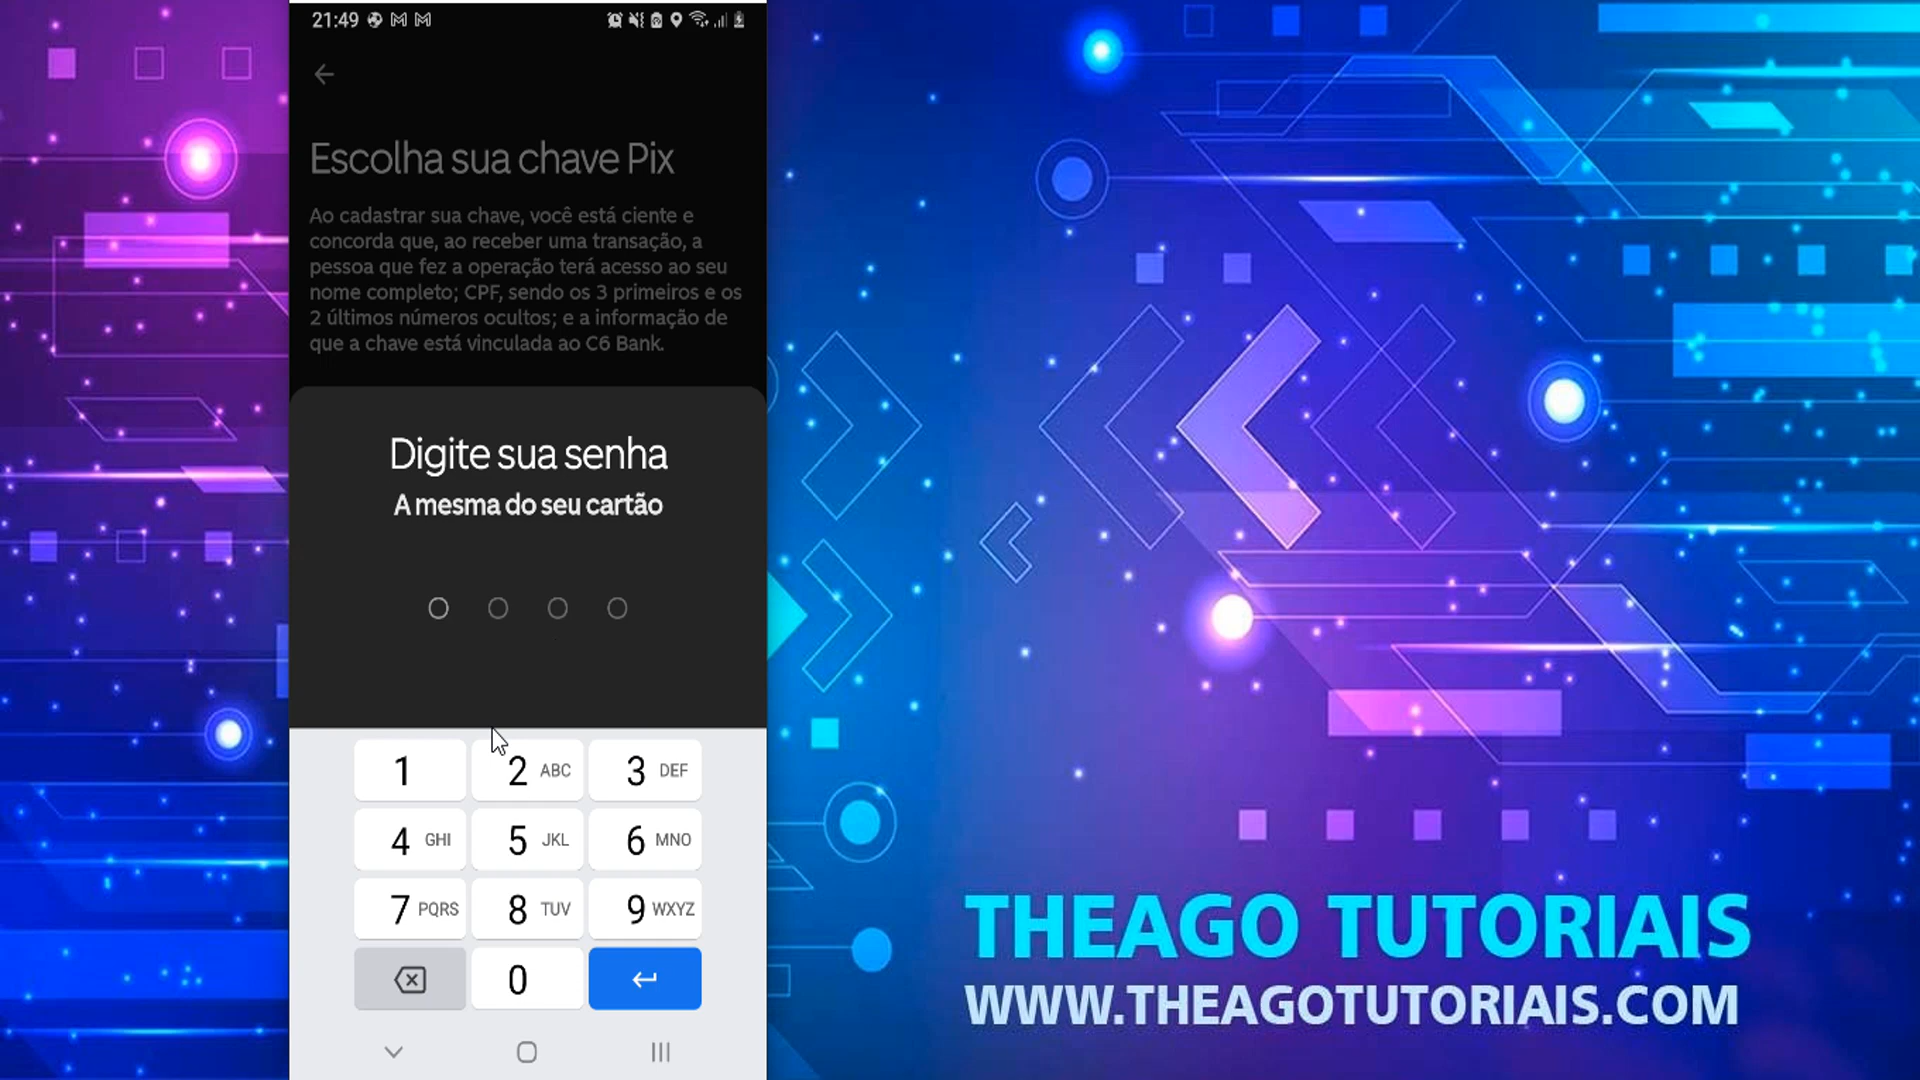 21:49
Escolha sua chave Pix
Ao cadastrar sua chave, você está ciente e
concorda que, ao receber uma transação, a
pessoa que fez a operação terá acesso ao seu
nome completo; CPF, sendo os 3 primeiros e os
2 últimos números ocultos; e a informação de
que a chave está vinculada ao C6 Bank.
Digite sua senha
A mesma do seu cartão
1 2 ABC 3 DEF
4 GHI 5 JKL 6 MNO
7 PQRS 8 TUV 9 WXYZ
0
THEAGO TUTORIAIS
WWW.THEAGOTUTORIAIS.COM